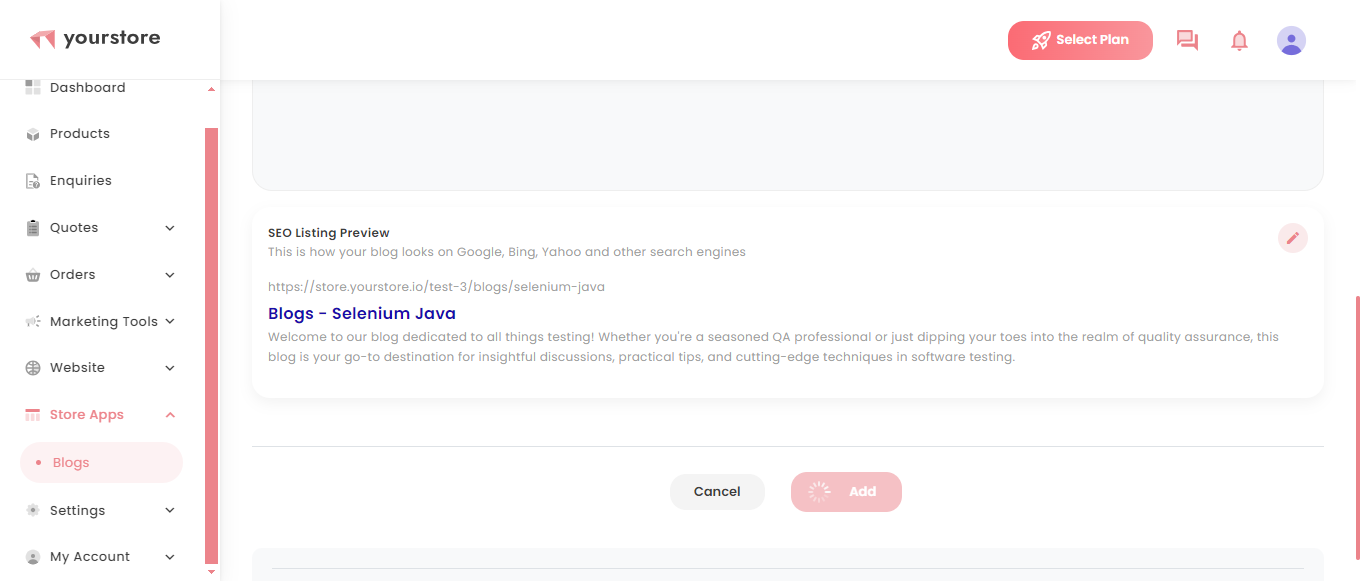 yourstore
Select Plan
Dashboard
Products
Enquiries
Quotes
Orders
Marketing Tools
Website
Store Apps
Blogs
Settings
My Account
SEO Listing Preview
This is how your blog looks on Google, Bing, Yahoo and other search engines
https://store.yourstore.io/test-3/blogs/selenium-java
Blogs - Selenium Java
Welcome to our blog dedicated to all things testing! Whether you're a seasoned QA professional or just dipping your toes into the realm of quality assurance, this
blog is your go-to destination for insightful discussions, practical tips, and cutting-edge techniques in software testing.
Cancel
Add